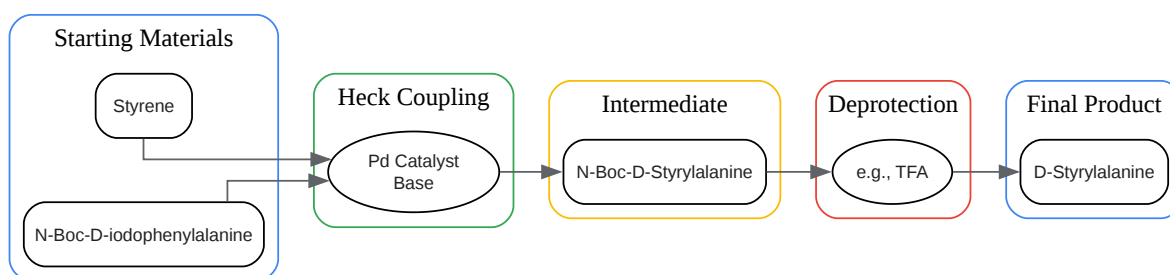 Starting Materials
Styrene
N-Boc-D-iodophenylalanine
Heck Coupling
Pd Catalyst
Base
Intermediate
N-Boc-D-Styrylalanine
Deprotection
e.g., TFA
Final Product
D-Styrylalanine